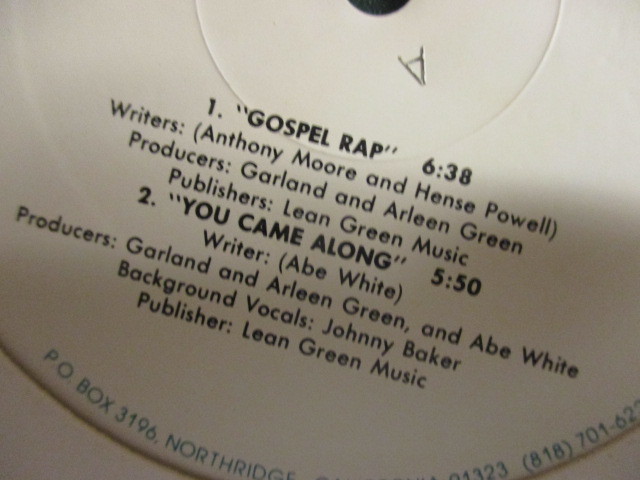 A
1. "GOSPEL RAP" 6:38
Writers: (Anthony Moore and Hense Powell)
Producers: Garland and Arleen Green
Publishers: Lean Green Music
2. "YOU CAME ALONG" 5:50
Writer: (Abe White)
Producers: Garland and Arleen Green, and Abe White
Background Vocals: Johnny Baker
Publisher: Lean Green Music
P.O. BOX 3196, NORTHRIDGE, 91323 (818)